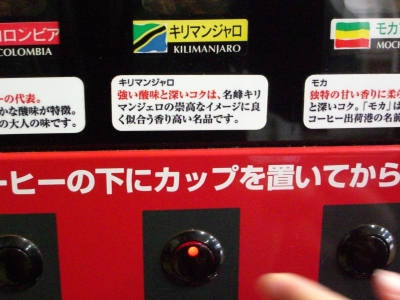 コロンビア
COLOMBIA
キリマンジャロ
KILIMANJARO
モカ
MOCH
ーの代表。
かな酸味が特徴。
の大人の味です。
キリマンジャロ
強い酸味と深いコクは、名峰キリ
マンジェロの崇高なイメージに良
く似合う香り高い名品です。
モカ
独特の甘い香りに柔ら
と深いコク。「モカ」は
コーヒー出荷港の名前
ーヒーの下にカップを置いてから